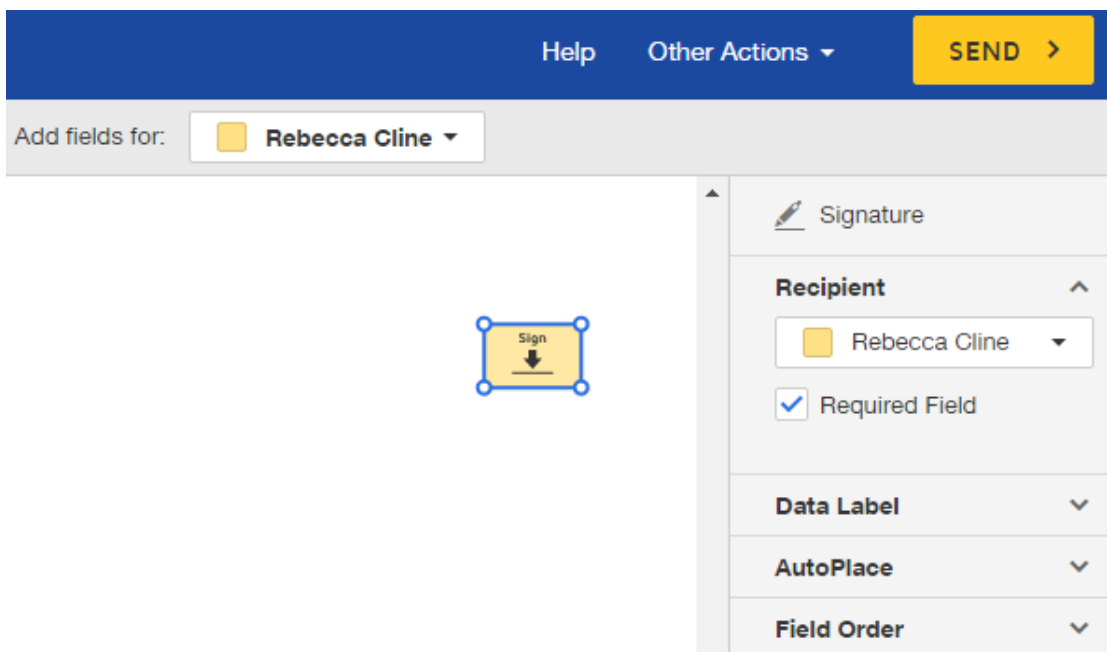 Help Other Actions SEND
Add fields for: Rebecca Cline
Signature
Recipient
Sign
Rebecca Cline
Required Field
Data Label
AutoPlace
Field Order